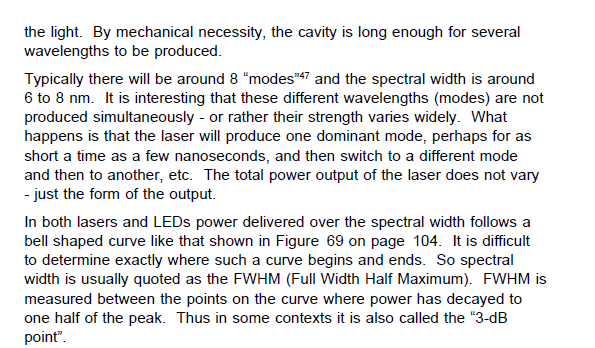 the light. By mechanical necessity, the cavity is long enough for several
wavelengths to be produced.
Typically there will be around 8 “modes”47 and the spectral width is around
6 to 8 nm. It is interesting that these different wavelengths (modes) are not
produced simultaneously - or rather their strength varies widely. What
happens is that the laser will produce one dominant mode, perhaps for as
short a time as a few nanoseconds, and then switch to a different mode
and then to another, etc. The total power output of the laser does not vary
- just the form of the output.
In both lasers and LEDs power delivered over the spectral width follows a
bell shaped curve like that shown in Figure 69 on page 104. It is difficult
to determine exactly where such a curve begins and ends. So spectral
width is usually quoted as the FWHM (Full Width Half Maximum). FWHM is
measured between the points on the curve where power has decayed to
one half of the peak. Thus in some contexts it is also called the “3-dB
point”.